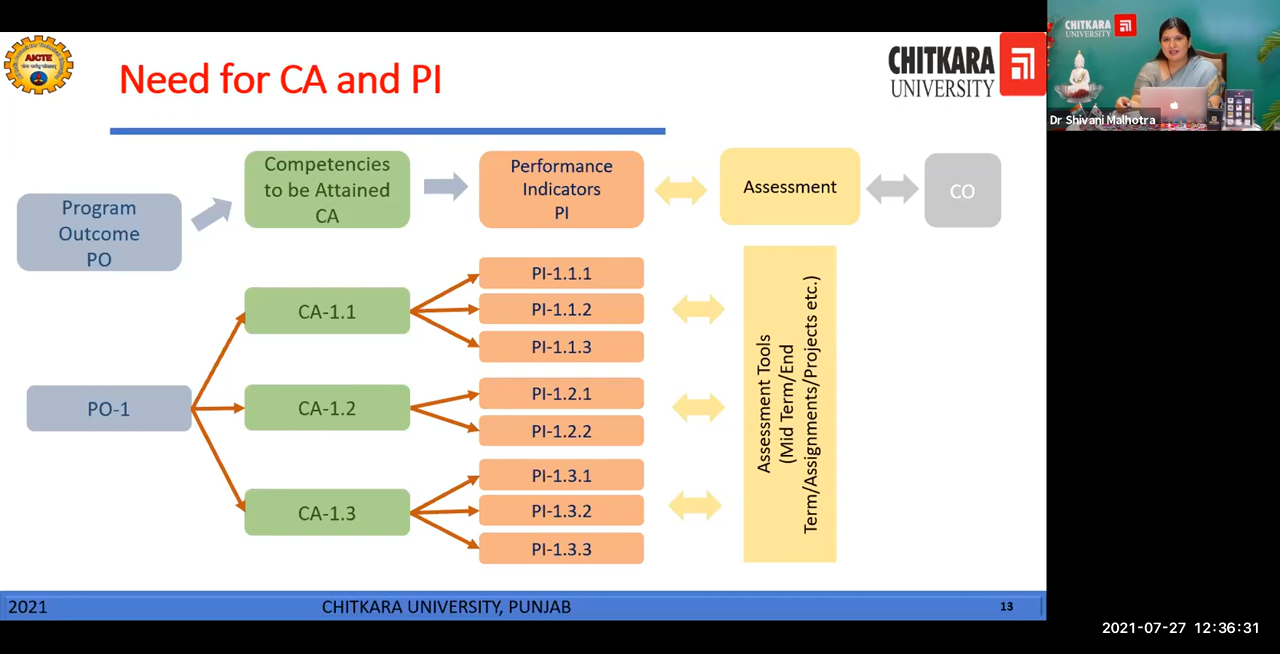 AICTE
Need for CA and PI
CHITKARA
UNIVERSITY
CHITKARA
UNIVERSITY
Dr Shivani Malhotra
Program
Outcome
PO
Competencies
to be Attained
CA
Performance
Indicators
PI
Assessment
CO
PO-1
CA-1.1
CA-1.2
CA-1.3
PI-1.1.1
PI-1.1.2
PI-1.1.3
PI-1.2.1
PI-1.2.2
PI-1.3.1
PI-1.3.2
PI-1.3.3
Assessment Tools
(Mid Term/End
Term/Assignments/Projects etc.)
2021
CHITKARA UNIVERSITY, PUNJAB
13
2021-07-27 12:36:31